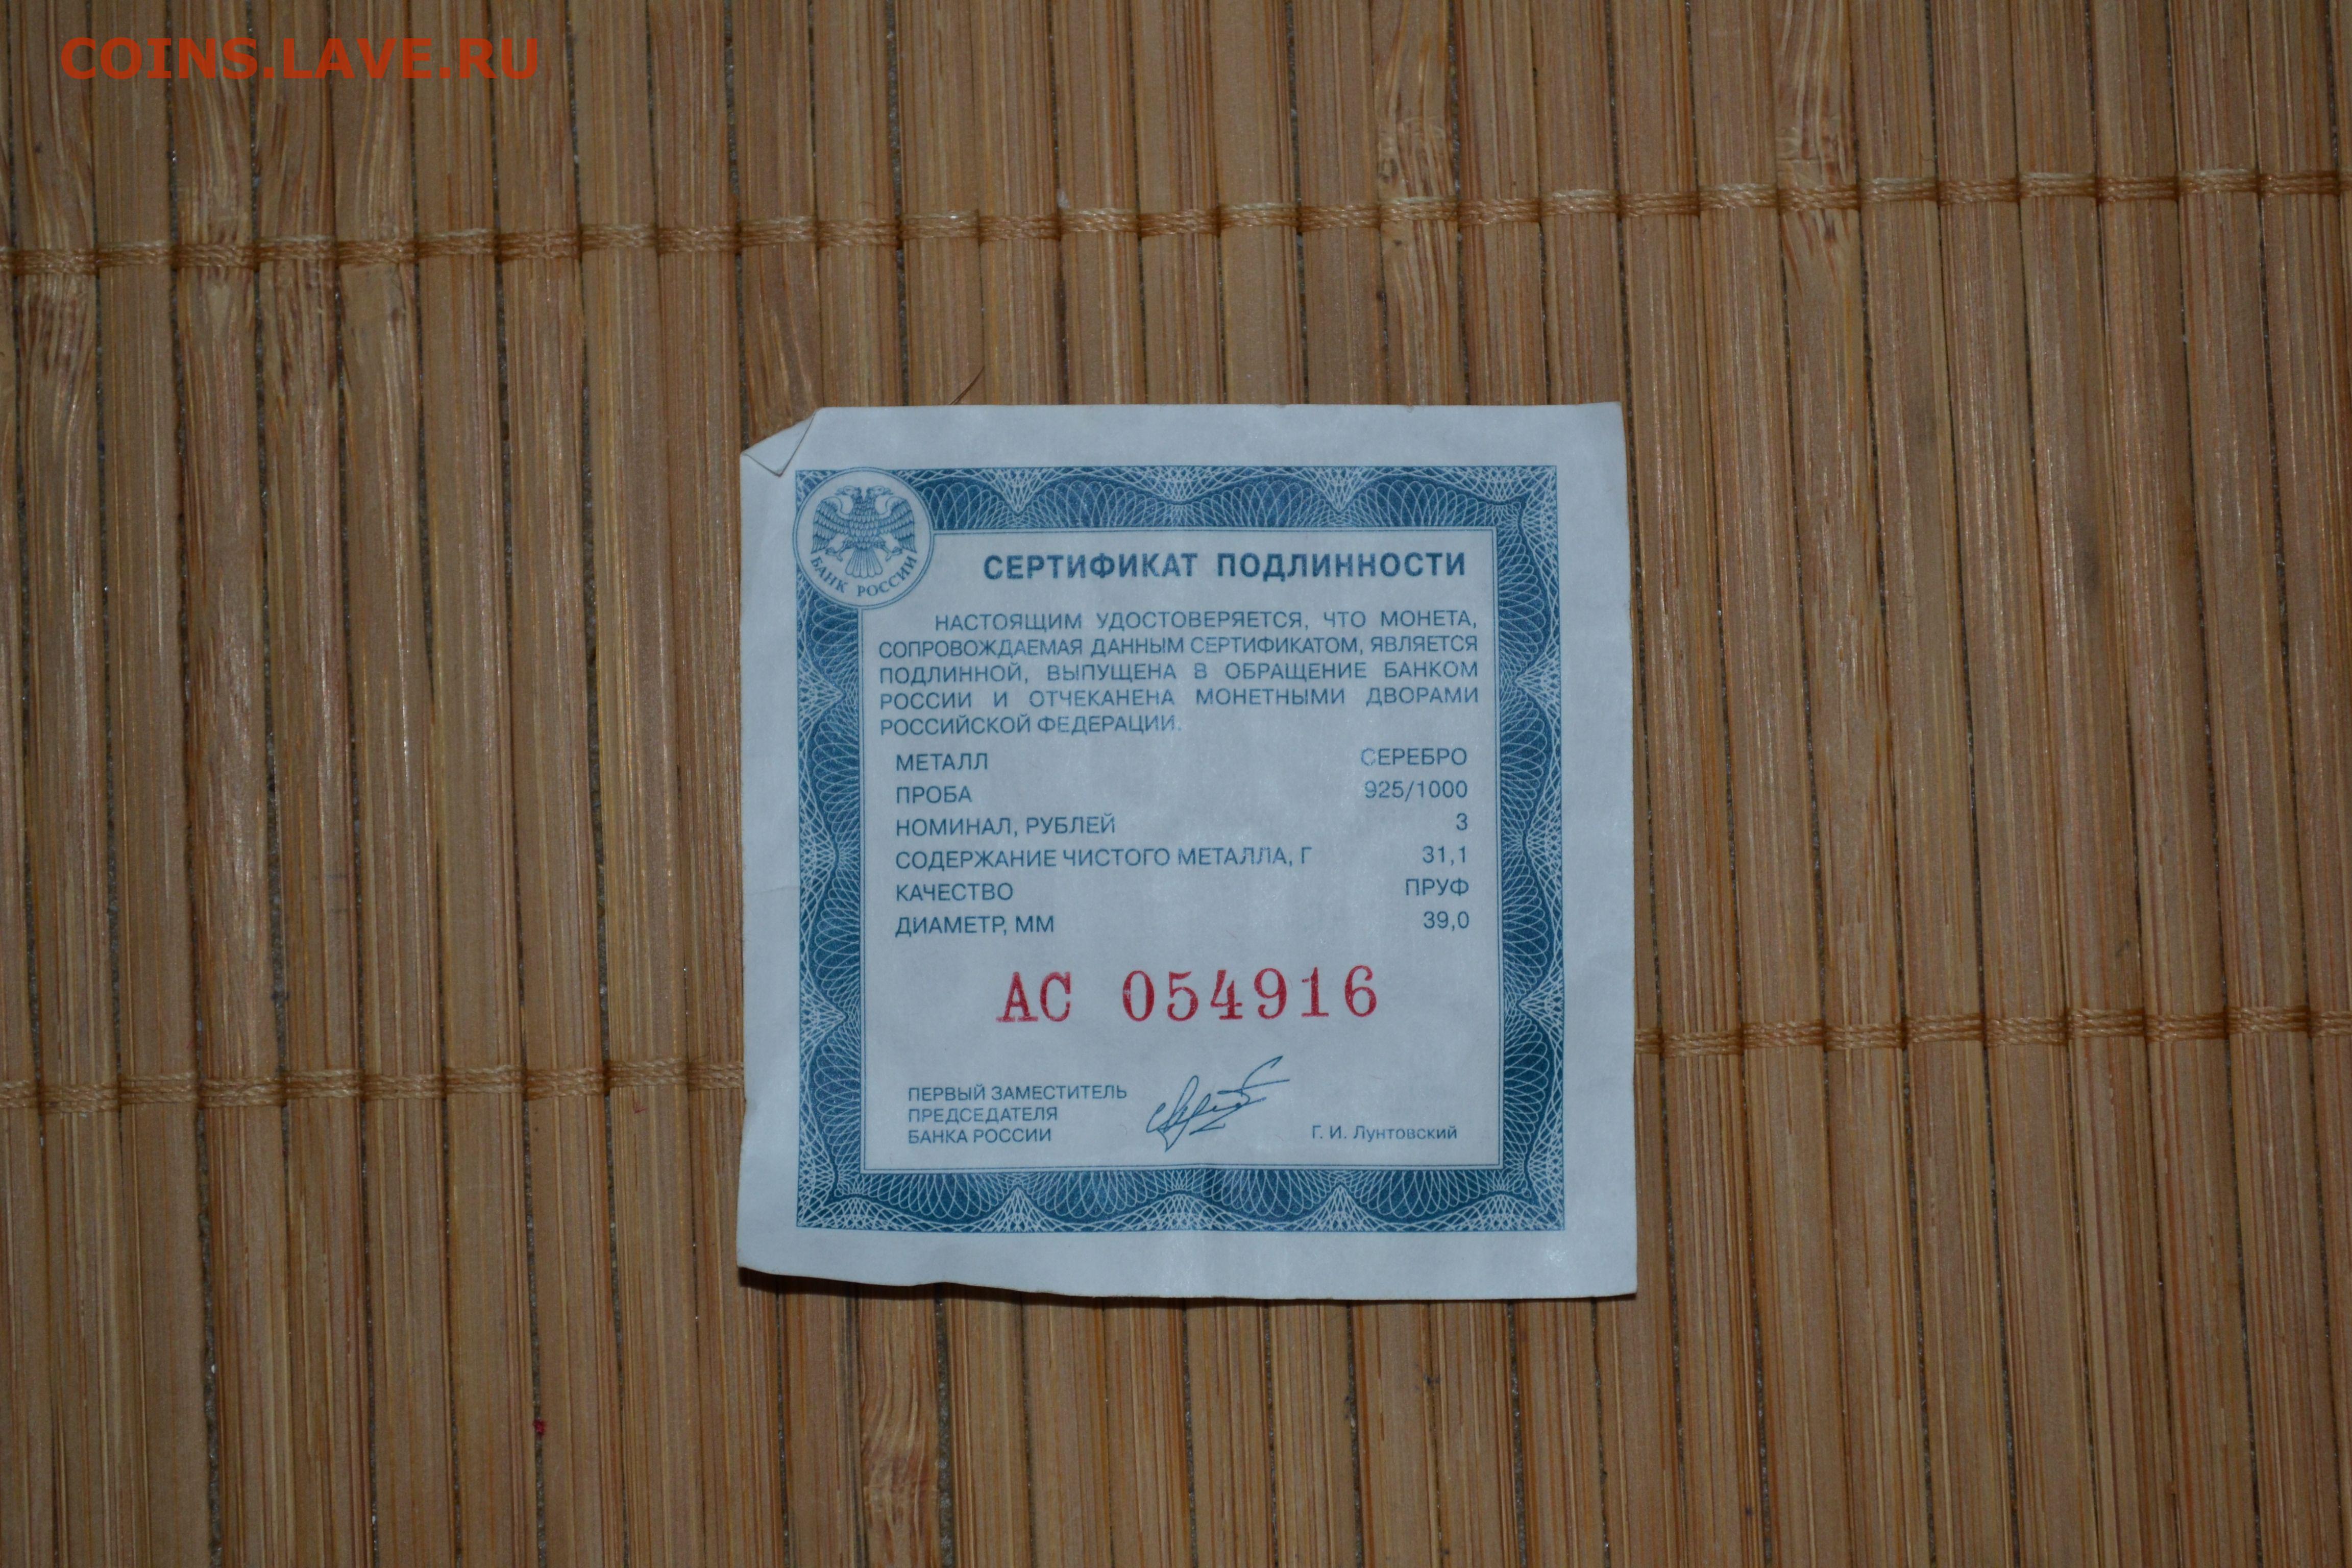 COINS.LAVE.RU
БАНК РОССИИ
СЕРТИФИКАТ ПОДЛИННОСТИ
НАСТОЯЩИМ УДОСТОВЕРЯЕТСЯ, ЧТО МОНЕТА,
СОПРОВОЖДАЕМАЯ ДАННЫМ СЕРТИФИКАТОМ, ЯВЛЯЕТСЯ
ПОДЛИННОЙ, ВЫПУЩЕНА В ОБРАЩЕНИЕ БАНКОМ
РОССИИ И ОТЧЕКАНЕНА МОНЕТНЫМИ ДВОРАМИ
РОССИЙСКОЙ ФЕДЕРАЦИИ.
МЕТАЛЛ СЕРЕБРО
ПРОБА 925/1000
НОМИНАЛ, РУБЛЕЙ 3
СОДЕРЖАНИЕ ЧИСТОГО МЕТАЛЛА, Г 31,1
КАЧЕСТВО ПРУФ
ДИАМЕТР, ММ 39,0
АС 054916
ПЕРВЫЙ ЗАМЕСТИТЕЛЬ
ПРЕДСЕДАТЕЛЯ
БАНКА РОССИИ Г. И. Лунтовский